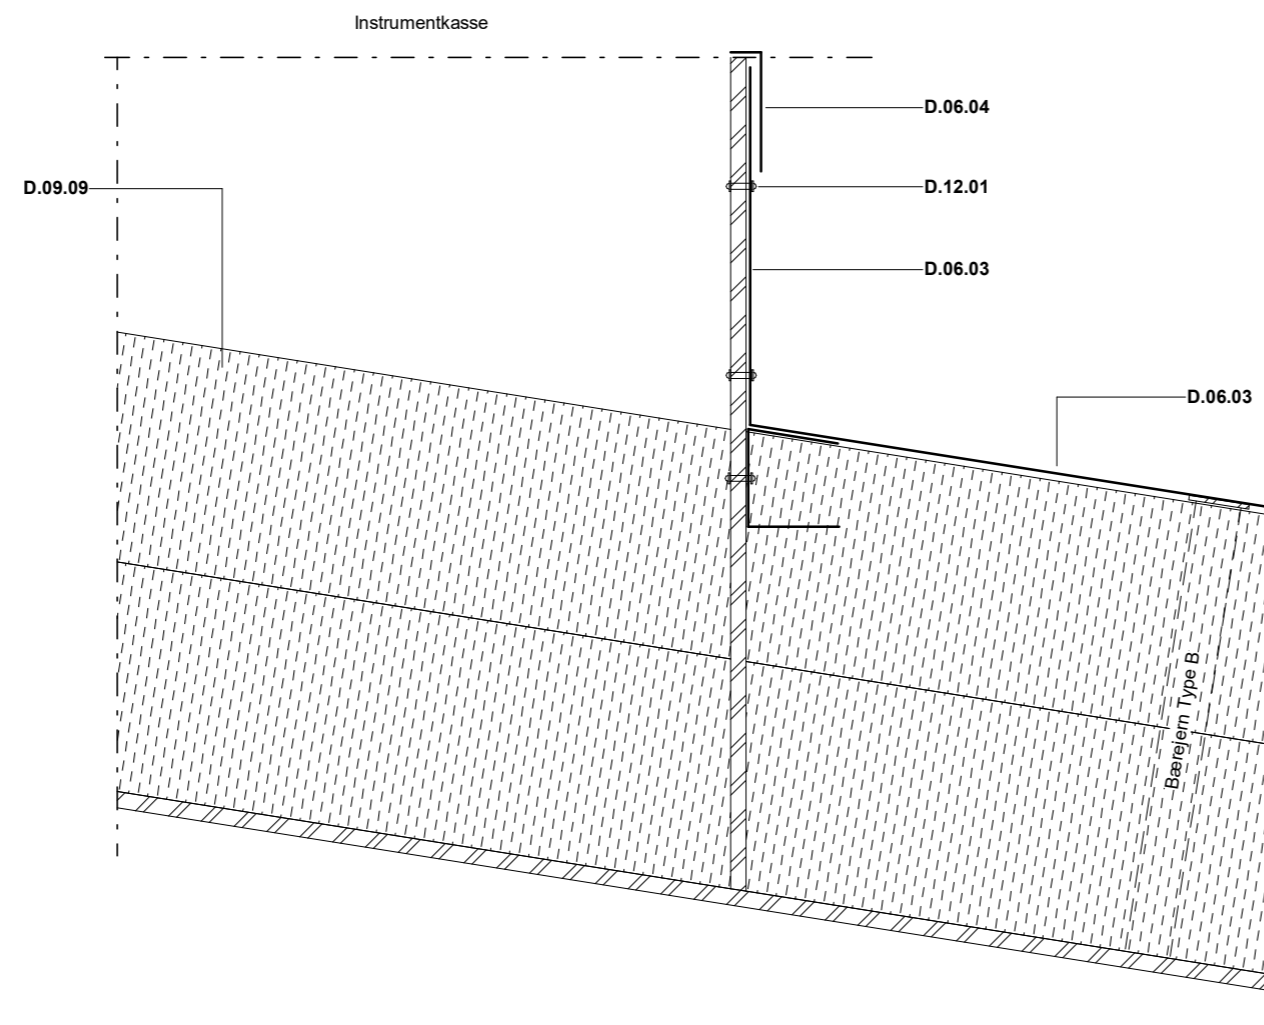 Instrumentkasse
D.06.04
D.09.09
D.12.01
D.06.03
D.06.03
Bærejern Type B